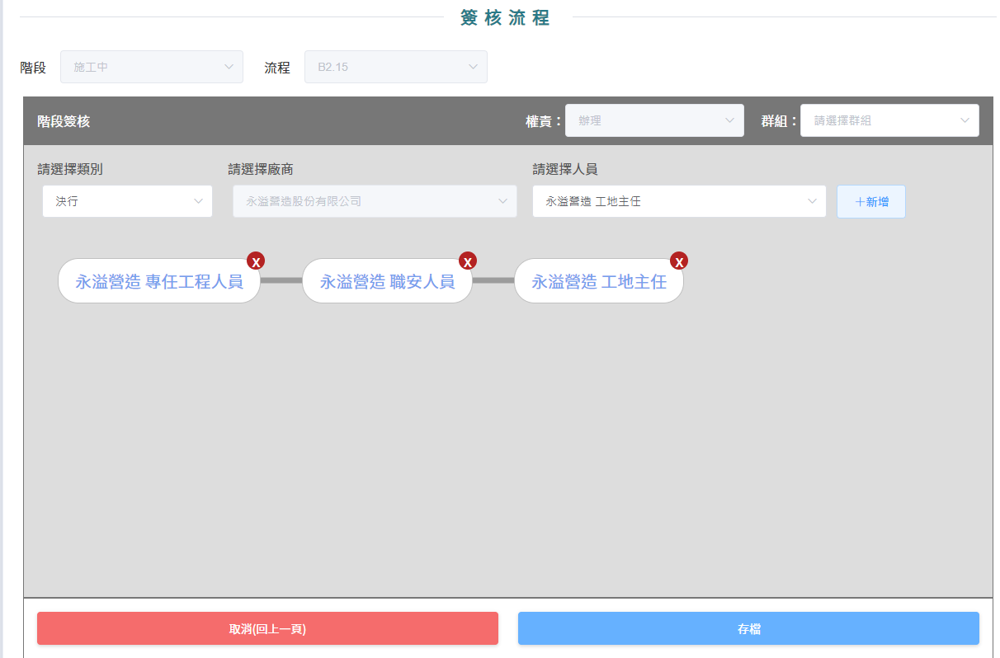 簽核流程
階段 施工中 流程 B2.15
階段簽核 權責： 辦理 群組： 請選擇群組
請選擇類別 請選擇廠商 請選擇人員
決行 永溢營造股份有限公司 永溢營造 工地主任 ＋新增
永溢營造 專任工程人員 X 永溢營造 職安人員 X 永溢營造 工地主任 X
取消(回上一頁) 存檔